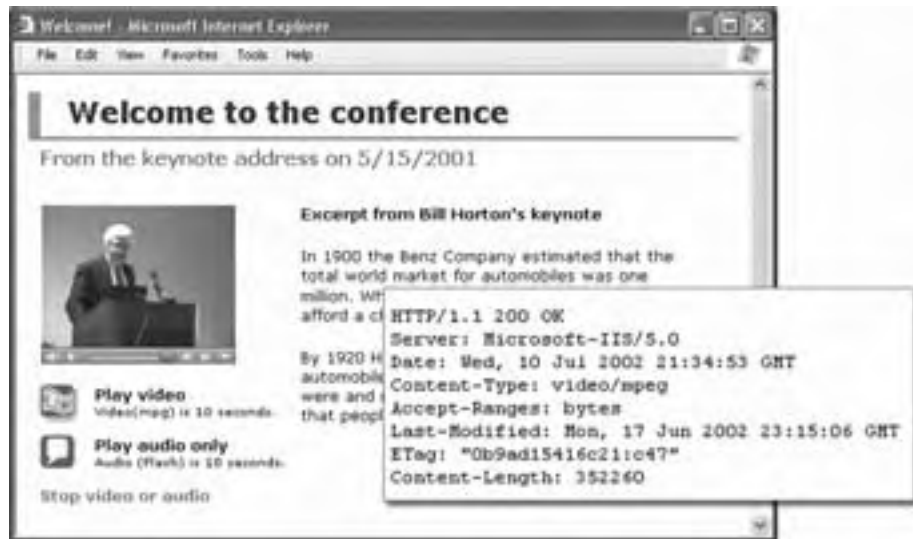 Welcome! - Microsoft Internet Explorer
File Edit View Favorites Tools Help
Welcome to the conference
From the keynote address on 5/15/2001
Excerpt from Bill Horton's keynote
In 1900 the Benz Company estimated that the
total world market for automobiles was one
million. Wh
afford a c
By 1920 H
automobile
were and
that peopl
Play video
Video(mpg) is 10 seconds.
Play audio only
Audio (Flash) is 10 seconds.
Stop video or audio
HTTP/1.1 200 OK
Server: Microsoft-IIS/5.0
Date: Wed, 10 Jul 2002 21:34:53 GMT
Content-Type: video/mpeg
Accept-Ranges: bytes
Last-Modified: Mon, 17 Jun 2002 23:15:06 GMT
ETag: "0b9ad15416c21:c47"
Content-Length: 352260